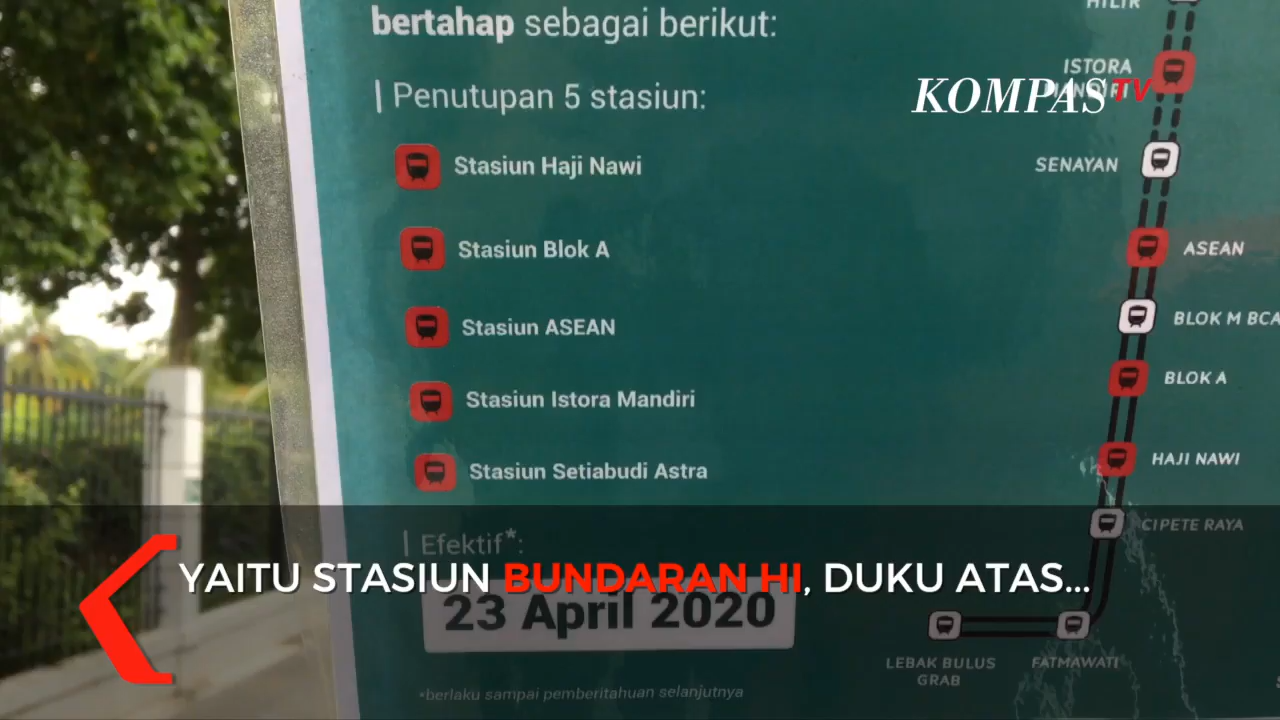 bertahap sebagai berikut:
| Penutupan 5 stasiun:
Stasiun Haji Nawi
Stasiun Blok A
Stasiun ASEAN
Stasiun Istora Mandiri
Stasiun Setiabudi Astra
| Efektif*:
23 April 2020
*berlaku sampai pemberitahuan selanjutnya
HILIR
ISTORA
MANDIRI
KOMPAS TV
SENAYAN
ASEAN
BLOK M BCA
BLOK A
HAJI NAWI
CIPETE RAYA
FATMAWATI
LEBAK BULUS
GRAB
YAITU STASIUN BUNDARAN HI, DUKU ATAS...